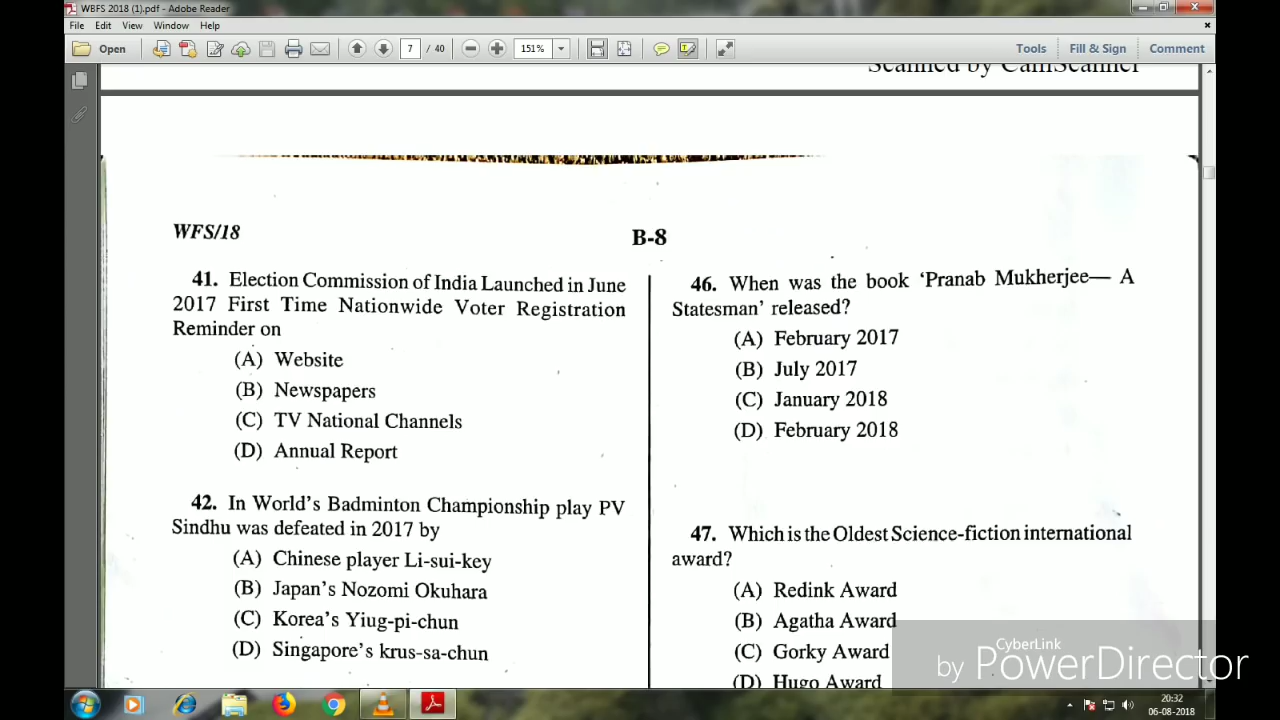 WBFS 2018 (1).pdf - Adobe Reader
File Edit View Window Help
Open 7 / 40 151% Tools Fill & Sign Comment
Scanned by CamScanner
WFS/18
B-8
41. Election Commission of India Launched in June
2017 First Time Nationwide Voter Registration
Reminder on
(A) Website
(B) Newspapers
(C) TV National Channels
(D) Annual Report
42. In World's Badminton Championship play PV
Sindhu was defeated in 2017 by
(A) Chinese player Li-sui-key
(B) Japan's Nozomi Okuhara
(C) Korea's Yiug-pi-chun
(D) Singapore's krus-sa-chun
46. When was the book 'Pranab Mukherjee— A
Statesman' released?
(A) February 2017
(B) July 2017
(C) January 2018
(D) February 2018
47. Which is the Oldest Science-fiction international
award?
(A) Redink Award
(B) Agatha Award
(C) Gorky Award
(D) Hugo Award
CyberLink
by PowerDirector
20:32
06-08-2018